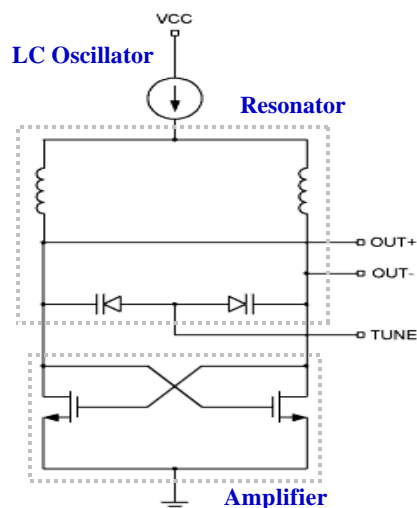 VCC
LC Oscillator
Resonator
OUT+
OUT-
TUNE
Amplifier